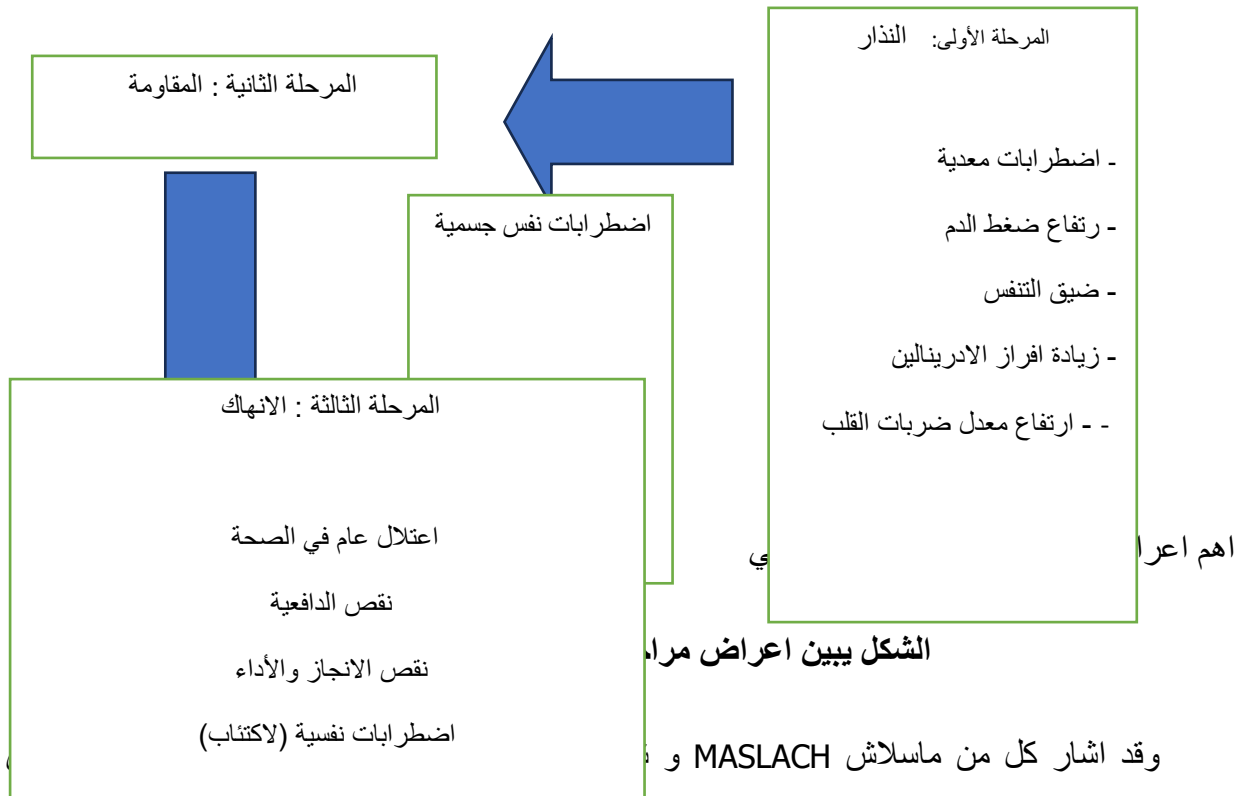 المرحلة الأولى: النذار
- اضطرابات معدية
- رتفاع ضغط الدم
- ضيق التنفس
- زيادة افراز الادرينالين
- - ارتفاع معدل ضربات القلب
المرحلة الثانية : المقاومة
اضطرابات نفس جسمية
المرحلة الثالثة : الانهاك
اعتلال عام في الصحة
نقص الدافعية
نقص الانجاز والأداء
اضطرابات نفسية (لاكتئاب)
اهم
الشكل يبين اعراض
وقد اشار كل من ماسلاش MASLACH و